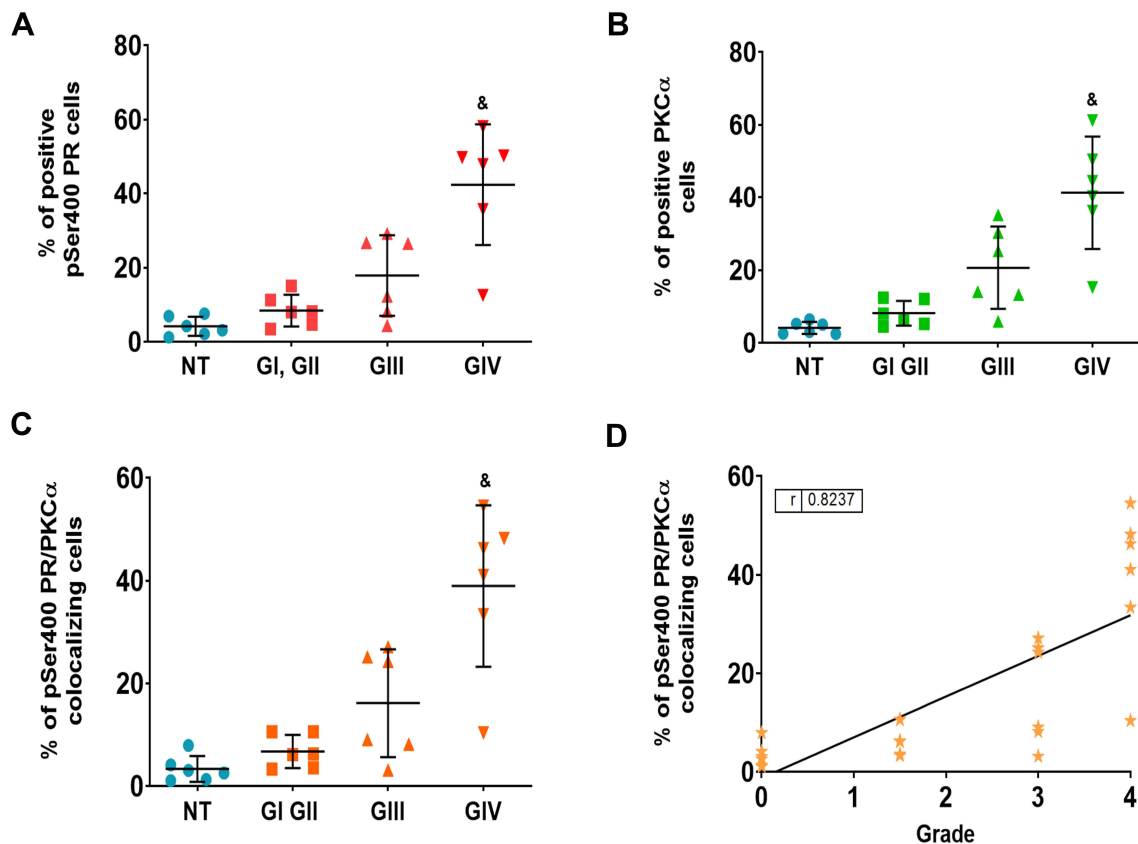 A
% of positive
pSer400 PR cells
80
60
40
20
0
&
NT GI, GII GIII GIV
B
% of positive PKCα
cells
80
60
40
20
0
&
NT GI GII GIII GIV
C
% of pSer400 PR/PKCα
colocalizing cells
60
40
20
0
&
NT GI GII GIII GIV
D
% of pSer400 PR/PKCα
colocalizing cells
60
40
20
0
r 0.8237
0 1 2 3 4
Grade